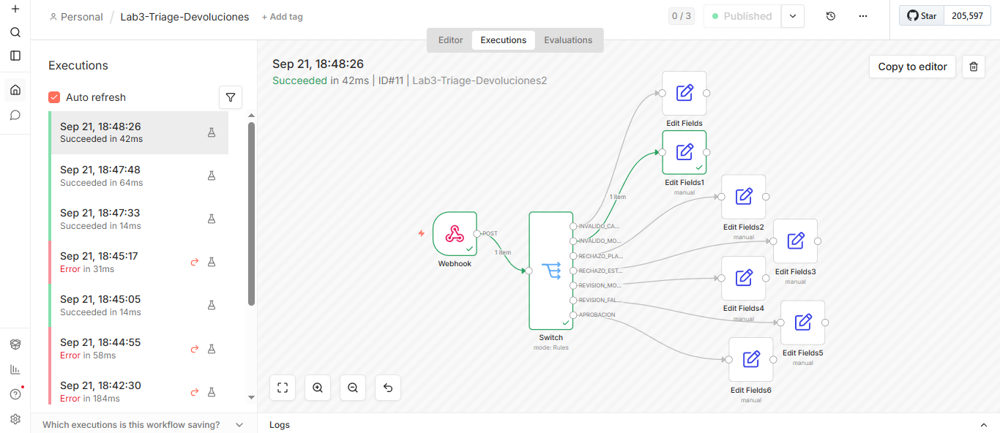 Personal / Lab3-Triage-Devoluciones + Add tag
0 / 3
Published
Star 205,597
Editor Executions Evaluations
Executions
Auto refresh
Sep 21, 18:48:26
Succeeded in 42ms
Sep 21, 18:47:48
Succeeded in 64ms
Sep 21, 18:47:33
Succeeded in 14ms
Sep 21, 18:45:17
Error in 31ms
Sep 21, 18:45:05
Succeeded in 14ms
Sep 21, 18:44:55
Error in 58ms
Sep 21, 18:42:30
Error in 184ms
Which executions is this workflow saving?
Sep 21, 18:48:26
Succeeded in 42ms | ID#11 | Lab3-Triage-Devoluciones2
Copy to editor
Webhook
POST
1 item
Switch
mode: Rules
INVALIDO_CA...
INVALIDO_MO...
RECHAZO_PLA...
RECHAZO_EST...
REVISION_MO...
REVISION_FAL...
APROBACION
1 item
Edit Fields
Edit Fields1
manual
Edit Fields2
manual
Edit Fields3
manual
Edit Fields4
manual
Edit Fields5
manual
Edit Fields6
manual
Logs